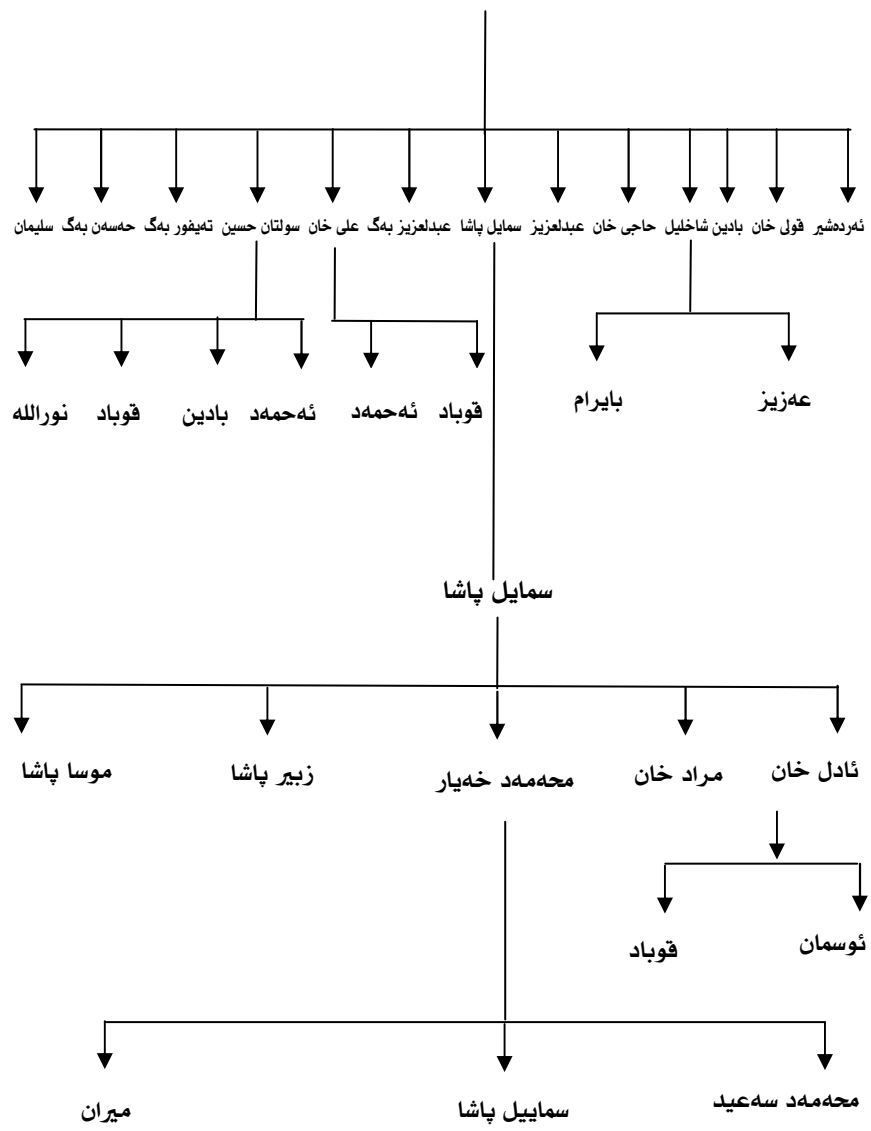 ئەردەشیر قولی خان بادین شاخلیل حاجی خان عبدلعزیز سمایل پاشا عبدلعزیز بەگ علی خان سولتان حسین تەیفور بەگ حەسەن بەگ سلیمان
عەزیز بایرام قوباد ئەحمەد ئەحمەد بادین قوباد نورالله
سمایل پاشا
ئادل خان مراد خان محەمەد خەیار زبیر پاشا موسا پاشا
ئوسمان قوباد
محەمەد سەعید سماییل پاشا میران